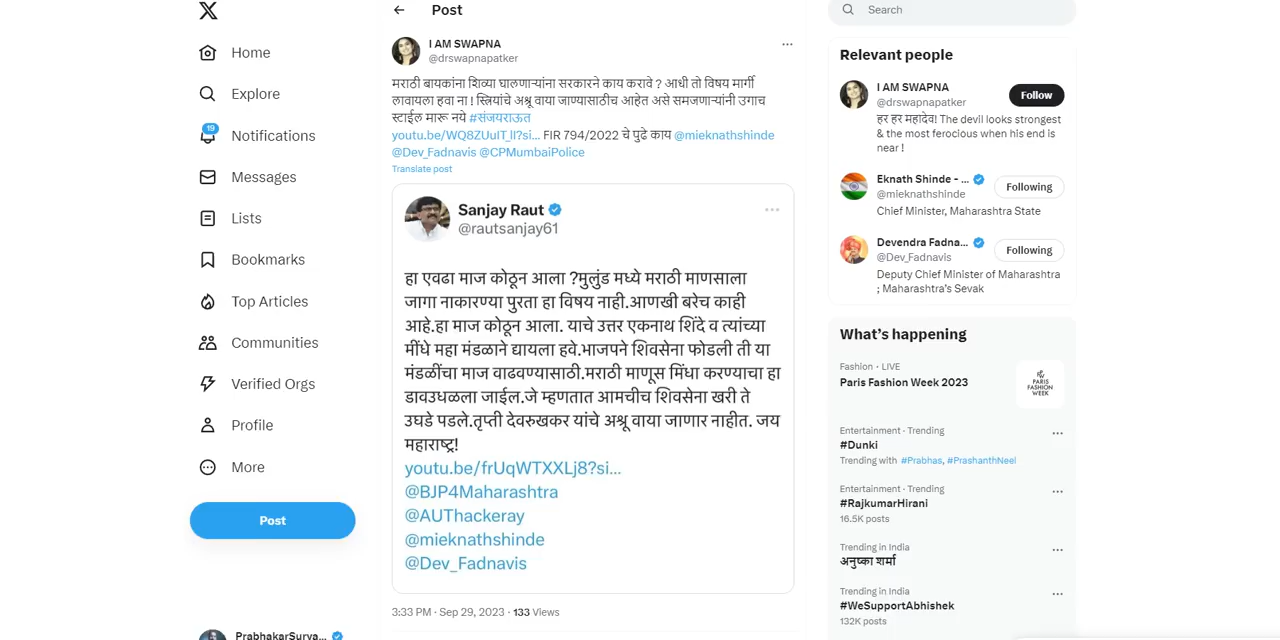 Post
Search
Home
Explore
19
Notifications
Messages
Lists
Bookmarks
Top Articles
Communities
Verified Orgs
Profile
More
Post
PrabhakarSurya...
I AM SWAPNA
@drswapnapatker
मराठी बायकांना शिव्या घालणाऱ्यांना सरकारने काय करावे ? आधी तो विषय मार्गी
लावायला हवा ना ! स्त्रियांचे अश्रू वाया जाण्यासाठीच आहेत असे समजणाऱ्यांनी उगाच
स्टाईल मारू नये #संजयराऊत
youtu.be/WQ8ZUuIT_lI?si... FIR 794/2022 चे पुढे काय @mieknathshinde
@Dev_Fadnavis @CPMumbaiPolice
Translate post
Sanjay Raut
@rautsanjay61
हा एवढा माज कोठून आला ?मुलुंड मध्ये मराठी माणसाला
जागा नाकारण्या पुरता हा विषय नाही.आणखी बरेच काही
आहे.हा माज कोठून आला. याचे उत्तर एकनाथ शिंदे व त्यांच्या
मींधे महा मंडळाने द्यायला हवे.भाजपने शिवसेना फोडली ती या
मंडळींचा माज वाढवण्यासाठी.मराठी माणूस मिंधा करण्याचा हा
डावउधळला जाईल.जे म्हणतात आमचीच शिवसेना खरी ते
उघडे पडले.तृप्ती देवरुखकर यांचे अश्रू वाया जाणार नाहीत. जय
महाराष्ट्र!
youtu.be/frUqWTXXLj8?si...
@BJP4Maharashtra
@AUThackeray
@mieknathshinde
@Dev_Fadnavis
3:33 PM · Sep 29, 2023 · 133 Views
Relevant people
I AM SWAPNA
@drswapnapatker
Follow
हर हर महादेव! The devil looks strongest
& the most ferocious when his end is
near !
Eknath Shinde - ...
@mieknathshinde
Following
Chief Minister, Maharashtra State
Devendra Fadna...
@Dev_Fadnavis
Following
Deputy Chief Minister of Maharashtra
; Maharashtra's Sevak
What's happening
Fashion · LIVE
Paris Fashion Week 2023
PARIS
FASHION
WEEK
Entertainment · Trending
#Dunki
Trending with #Prabhas, #PrashanthNeel
Entertainment · Trending
#RajkumarHirani
16.5K posts
Trending in India
अनुष्का शर्मा
Trending in India
#WeSupportAbhishek
132K posts